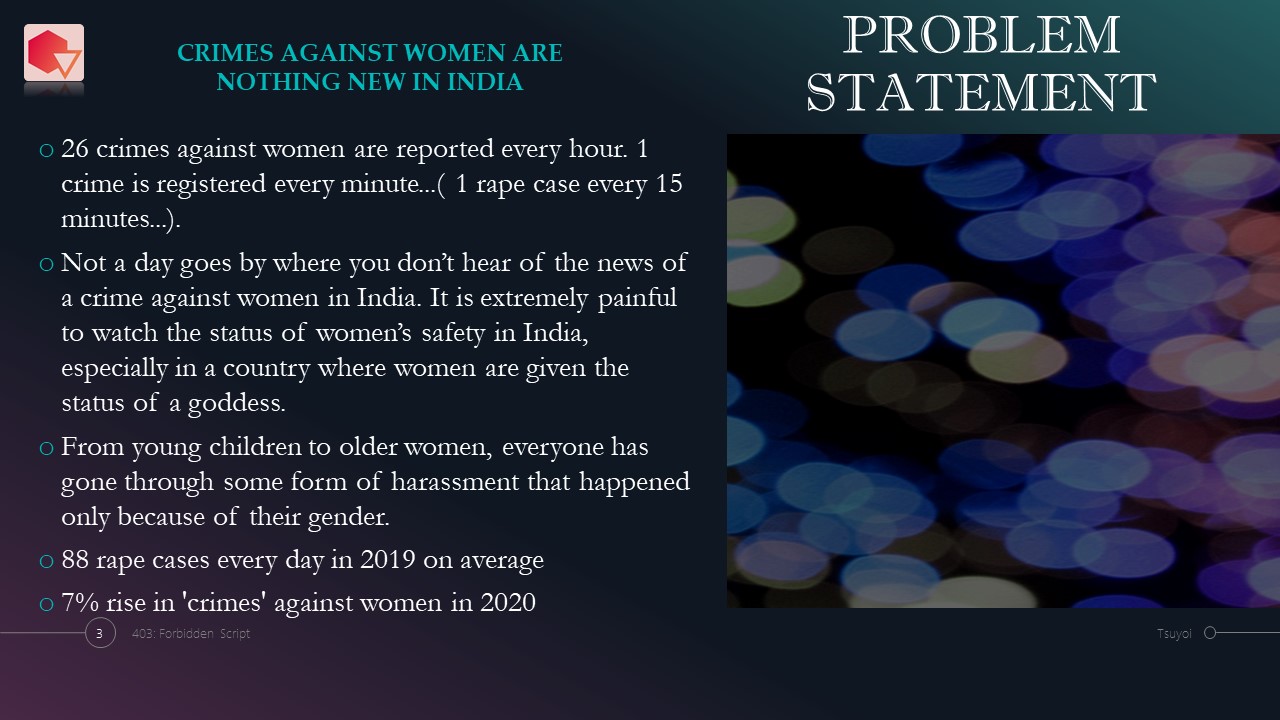 CRIMES AGAINST WOMEN ARE
NOTHING NEW IN INDIA
PROBLEM
STATEMENT
26 crimes against women are reported every hour. 1
crime is registered every minute...( 1 rape case every 15
minutes...).
Not a day goes by where you don’t hear of the news of
a crime against women in India. It is extremely painful
to watch the status of women’s safety in India,
especially in a country where women are given the
status of a goddess.
From young children to older women, everyone has
gone through some form of harassment that happened
only because of their gender.
88 rape cases every day in 2019 on average
7% rise in 'crimes' against women in 2020
3
403: Forbidden Script
Tsuyoi